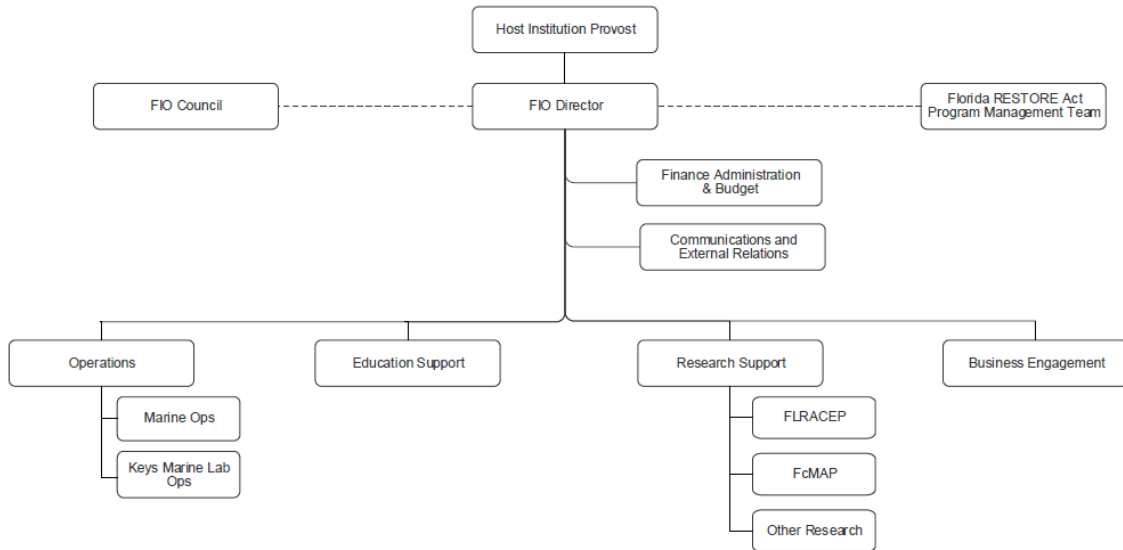 Host Institution Provost
FIO Council
FIO Director
Florida RESTORE Act
Program Management Team
Finance Administration
& Budget
Communications and
External Relations
Operations
Education Support
Research Support
Business Engagement
Marine Ops
Keys Marine Lab
Ops
FLRACEP
FcMAP
Other Research